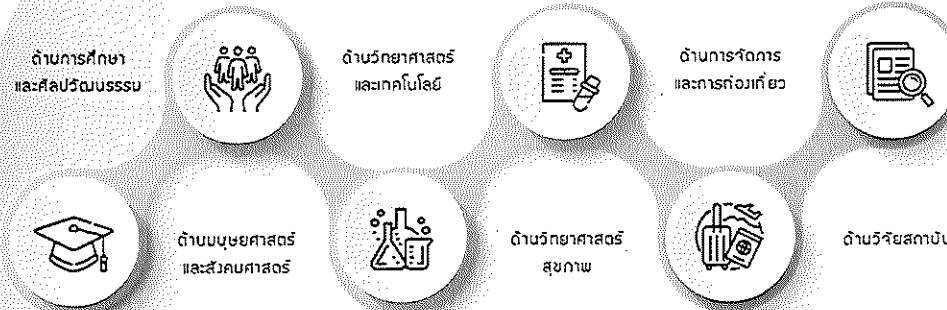 ด้านการศึกษา
และศิลปวัฒนธรรม
ด้านวิทยาศาสตร์
และเทคโนโลยี
ด้านการจัดการ
และการท่องเที่ยว
ด้านมนุษยศาสตร์
และสังคมศาสตร์
ด้านวิทยาศาสตร์
สุขภาพ
ด้านวิจัยสถาบัน